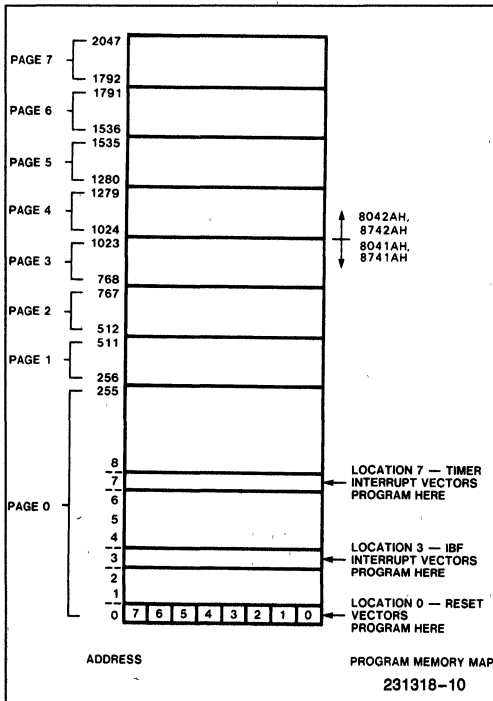 2047
PAGE 7
1792
1791
PAGE 6
1536
1535
PAGE 5
1280
1279
PAGE 4
1024
8042AH,
8742AH
8041AH,
8741AH
1023
PAGE 3
768
767
PAGE 2
512
511
PAGE 1
256
255
PAGE 0
8
7
6
5
4
3
2
1
0
7 6 5 4 3 2 1 0
LOCATION 7 — TIMER
INTERRUPT VECTORS
PROGRAM HERE
LOCATION 3 — IBF
INTERRUPT VECTORS
PROGRAM HERE
LOCATION 0 — RESET
VECTORS
PROGRAM HERE
ADDRESS
PROGRAM MEMORY MAP
231318-10